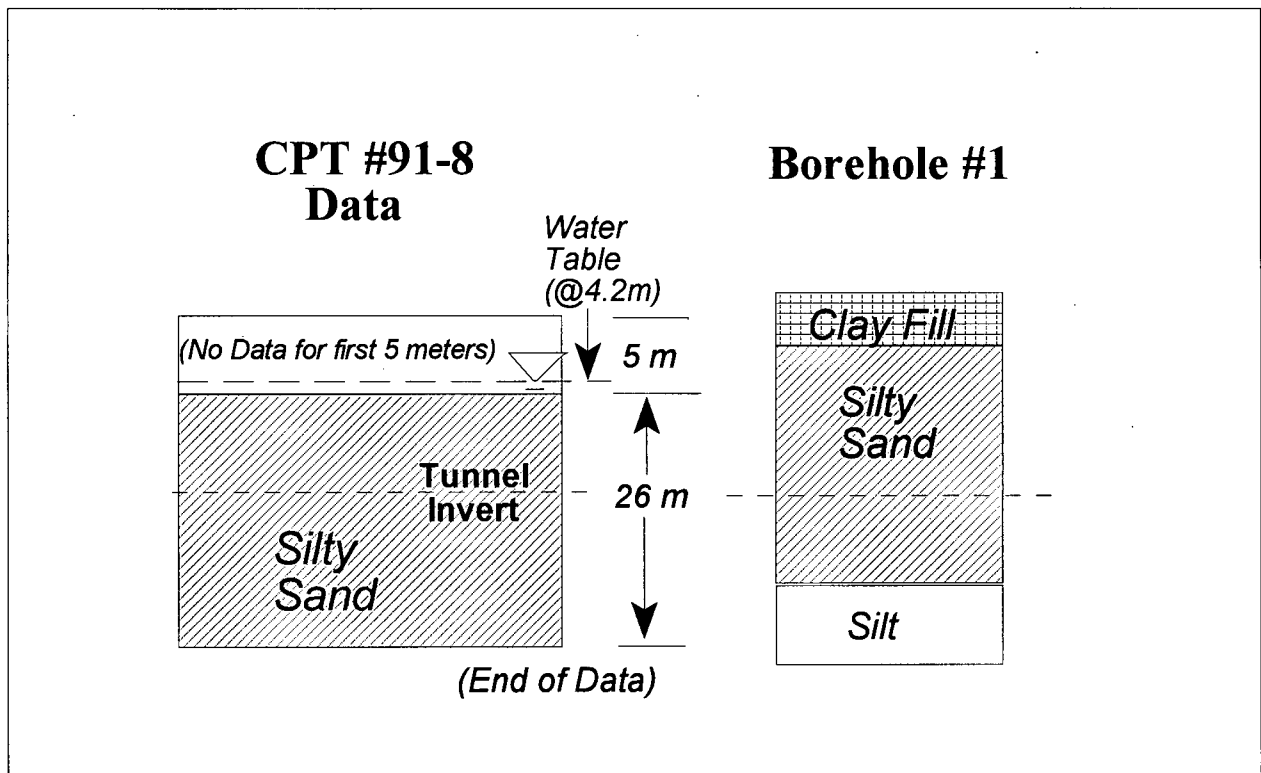 CPT #91-8
Data
Borehole #1
Water
Table
(@4.2m)
(No Data for first 5 meters)
5 m
Clay Fill
Silty
Sand
Tunnel
Invert
26 m
Silty
Sand
Silt
(End of Data)